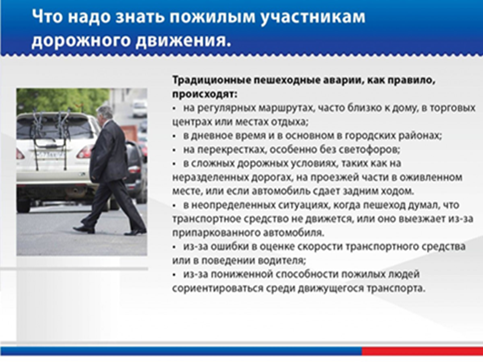 Что надо знать пожилым участникам
дорожного движения.
Традиционные пешеходные аварии, как правило,
происходят:
• на регулярных маршрутах, часто близко к дому, в торговых
центрах или местах отдыха;
• в дневное время и в основном в городских районах;
• на перекрестках, особенно без светофоров;
• в сложных дорожных условиях, таких как на
неразделенных дорогах, на проезжей части в оживленном
месте, или если автомобиль сдает задним ходом.
• в неопределенных ситуациях, когда пешеход думал, что
транспортное средство не движется, или оно выезжает из-за
припаркованного автомобиля.
• из-за ошибки в оценке скорости транспортного средства
или в поведении водителя;
• из-за пониженной способности пожилых людей
сориентироваться среди движущегося транспорта.